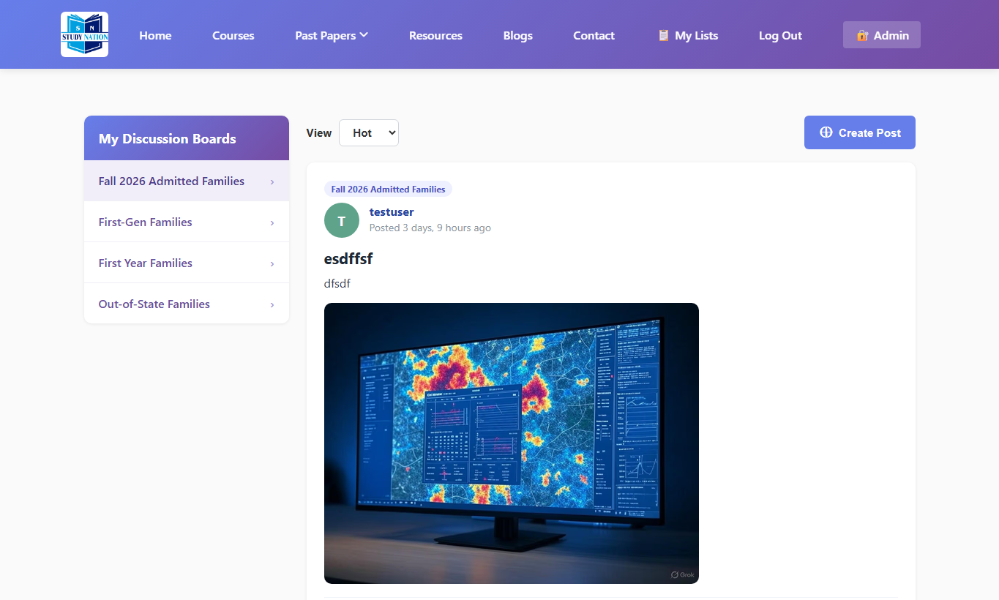 S N
STUDY NATION
Home
Courses
Past Papers
Resources
Blogs
Contact
My Lists
Log Out
Admin
My Discussion Boards
Fall 2026 Admitted Families
First-Gen Families
First Year Families
Out-of-State Families
View
Hot
Create Post
Fall 2026 Admitted Families
T
testuser
Posted 3 days, 9 hours ago
esdffsf
dfsdf
Grok